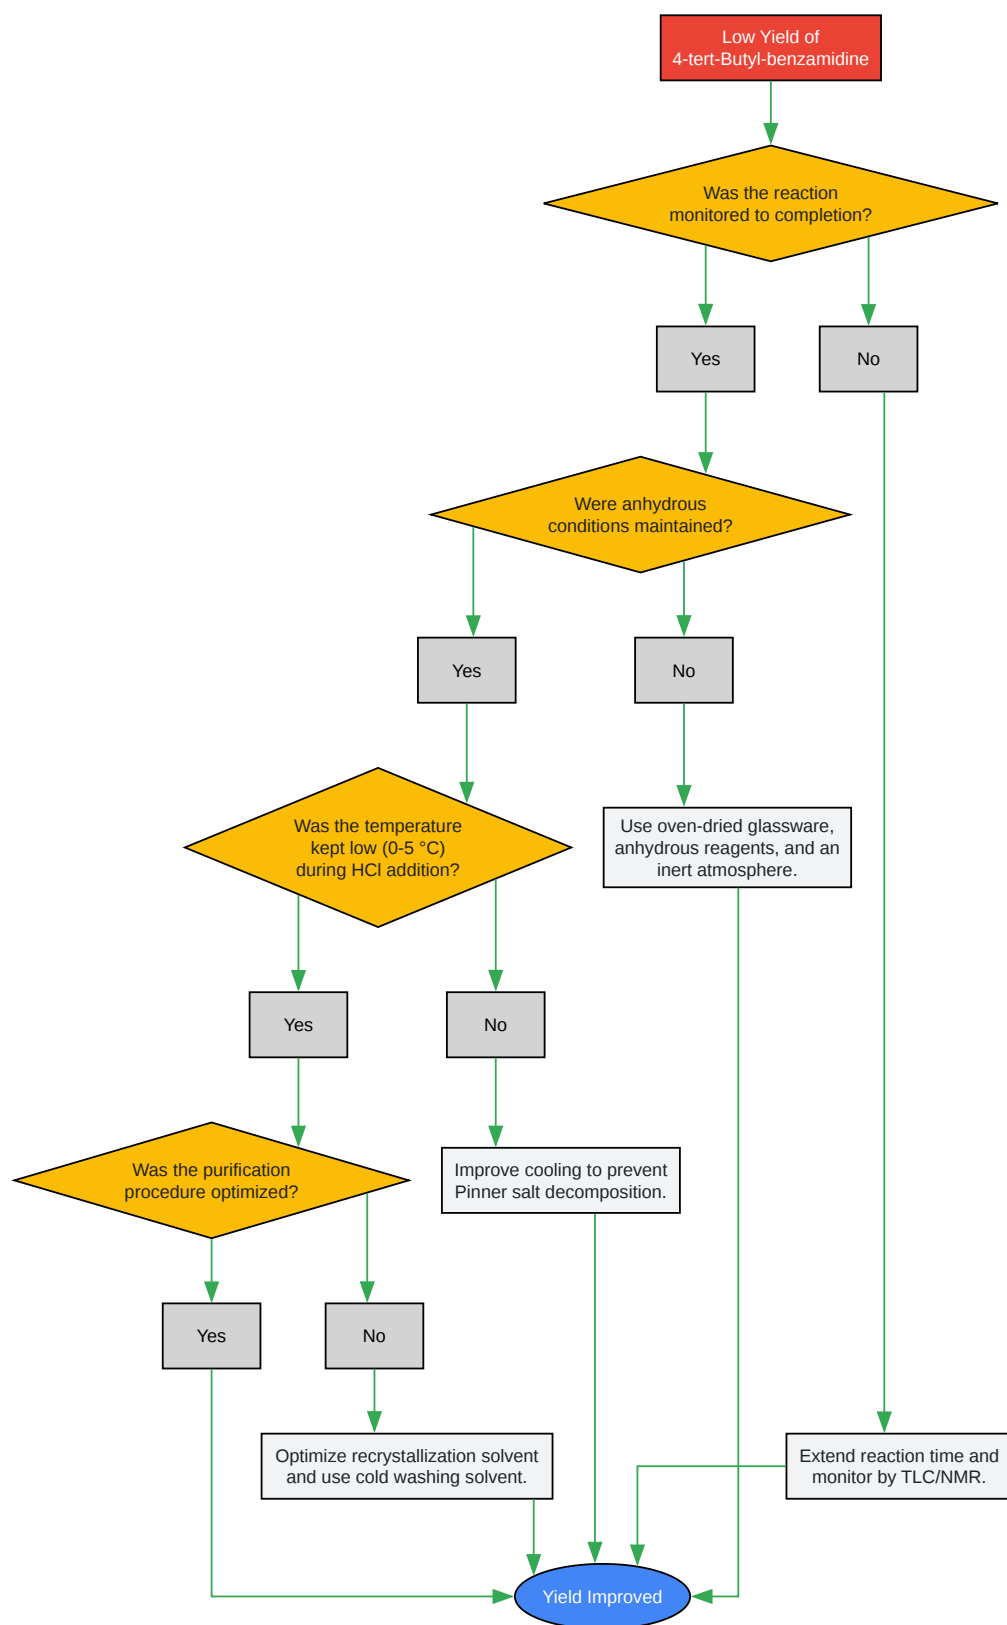 Low Yield of
4-tert-Butyl-benzamidine
Was the reaction
monitored to completion?
Yes
No
Were anhydrous
conditions maintained?
Yes
No
Was the temperature
kept low (0-5 °C)
during HCl addition?
Use oven-dried glassware,
anhydrous reagents, and an
inert atmosphere.
Yes
No
Was the purification
procedure optimized?
Improve cooling to prevent
Pinner salt decomposition.
Yes
No
Optimize recrystallization solvent
and use cold washing solvent.
Extend reaction time and
monitor by TLC/NMR.
Yield Improved